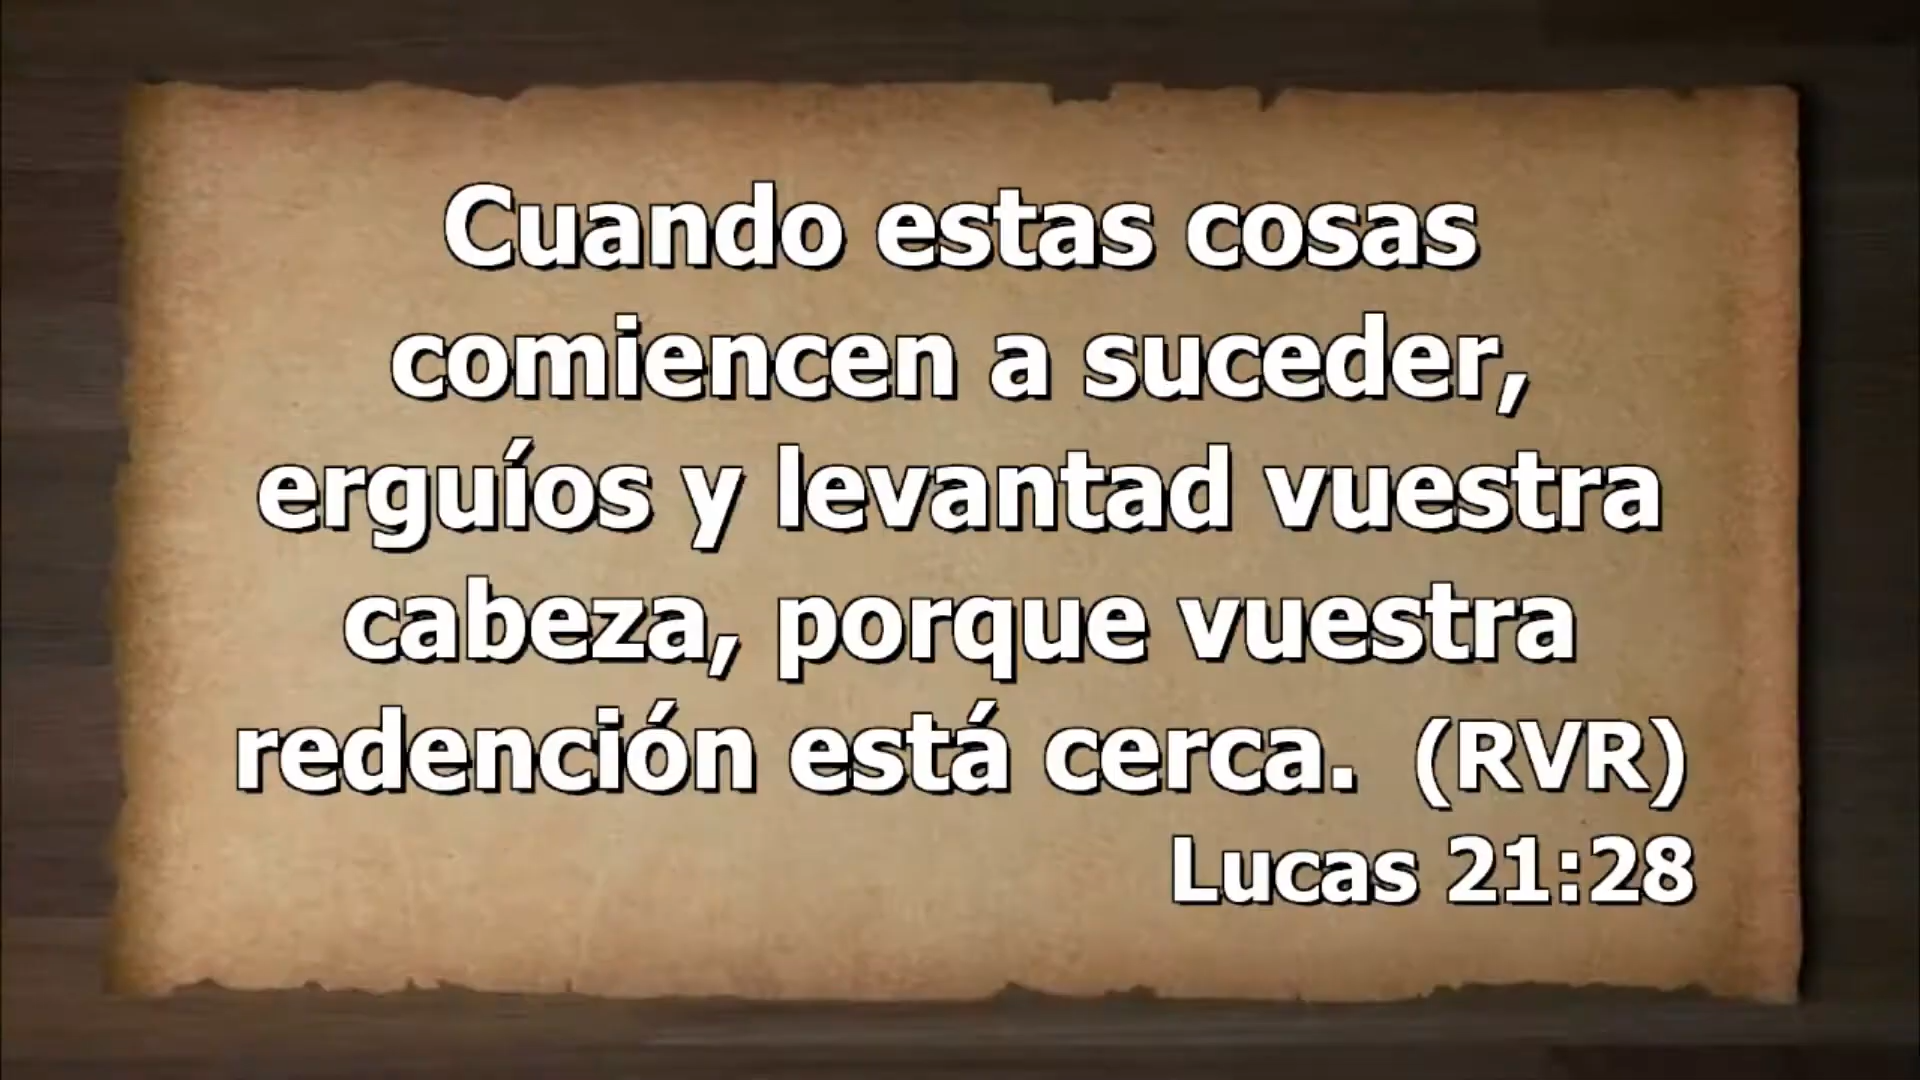 Cuando estas cosas
comiencen a suceder,
erguíos y levantad vuestra
cabeza, porque vuestra
redención está cerca. (RVR)
Lucas 21:28